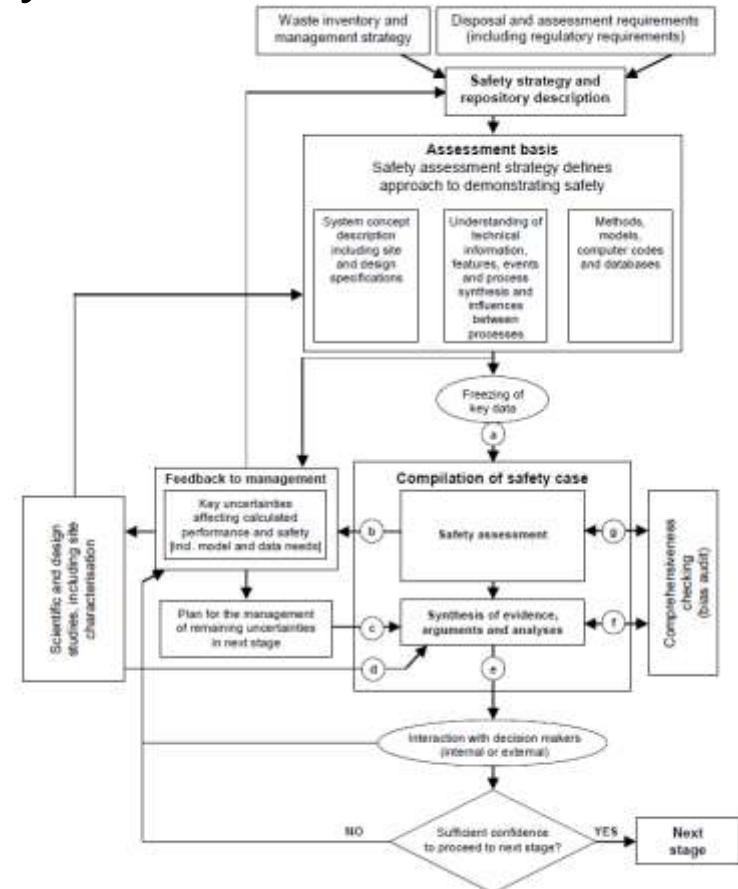 Waste inventory and
management strategy
Disposal and assessment requirements
(including regulatory requirements)
Safety strategy and
repository description
Assessment basis
Safety assessment strategy defines
approach to demonstrating safety
System concept
description
including site
and design
specifications
Understanding of
technical
information,
features, events
and process
synthesis and
influences
between
processes
Methods,
models,
computer codes
and databases
Freezing of
key data
a
Feedback to management
Key uncertainties
affecting calculated
performance and safety
[incl. model and data needs]
Plan for the management
of remaining uncertainties
in next stage
Scientific and design
studies, including site
characterisation
Compilation of safety case
Safety assessment
Synthesis of evidence,
arguments and analyses
b
c
d
e
g
f
Comprehensiveness
checking
(bias audit)
Interaction with decision makers
(internal or external)
Sufficient confidence
to proceed to next stage?
NO
YES
Next
stage